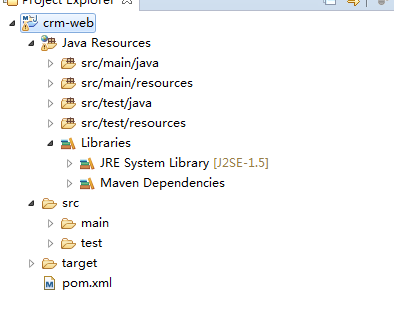 Project Explorer
crm-web
Java Resources
src/main/java
src/main/resources
src/test/java
src/test/resources
Libraries
JRE System Library [J2SE-1.5]
Maven Dependencies
src
main
test
target
pom.xml